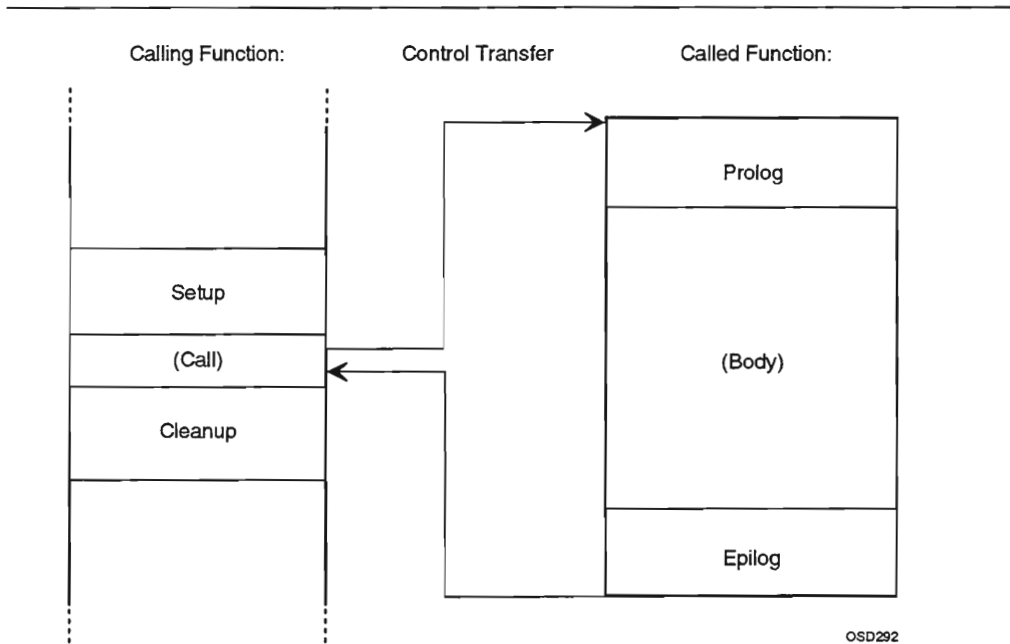 Calling Function:
Control Transfer
Called Function:
Prolog
Setup
(Call)
(Body)
Cleanup
Epilog
OSD292